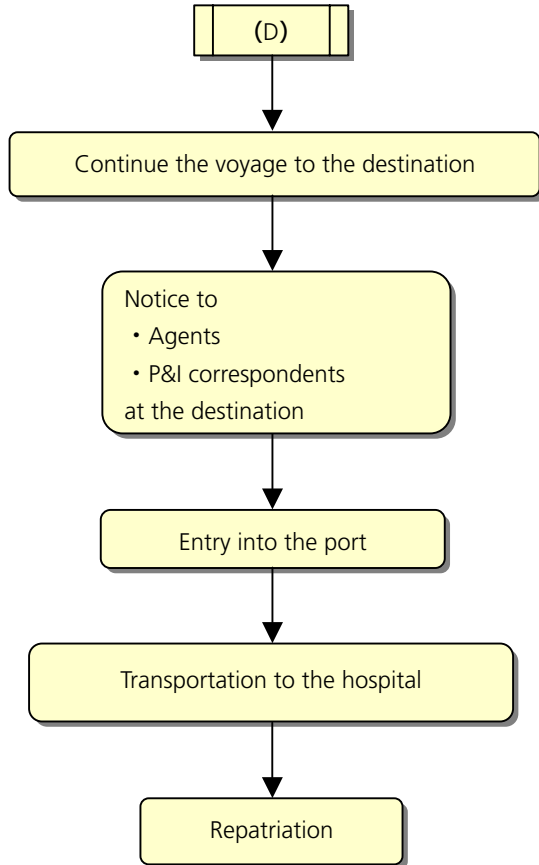 (D)
Continue the voyage to the destination
Notice to
・Agents
・P&I correspondents
at the destination
Entry into the port
Transportation to the hospital
Repatriation